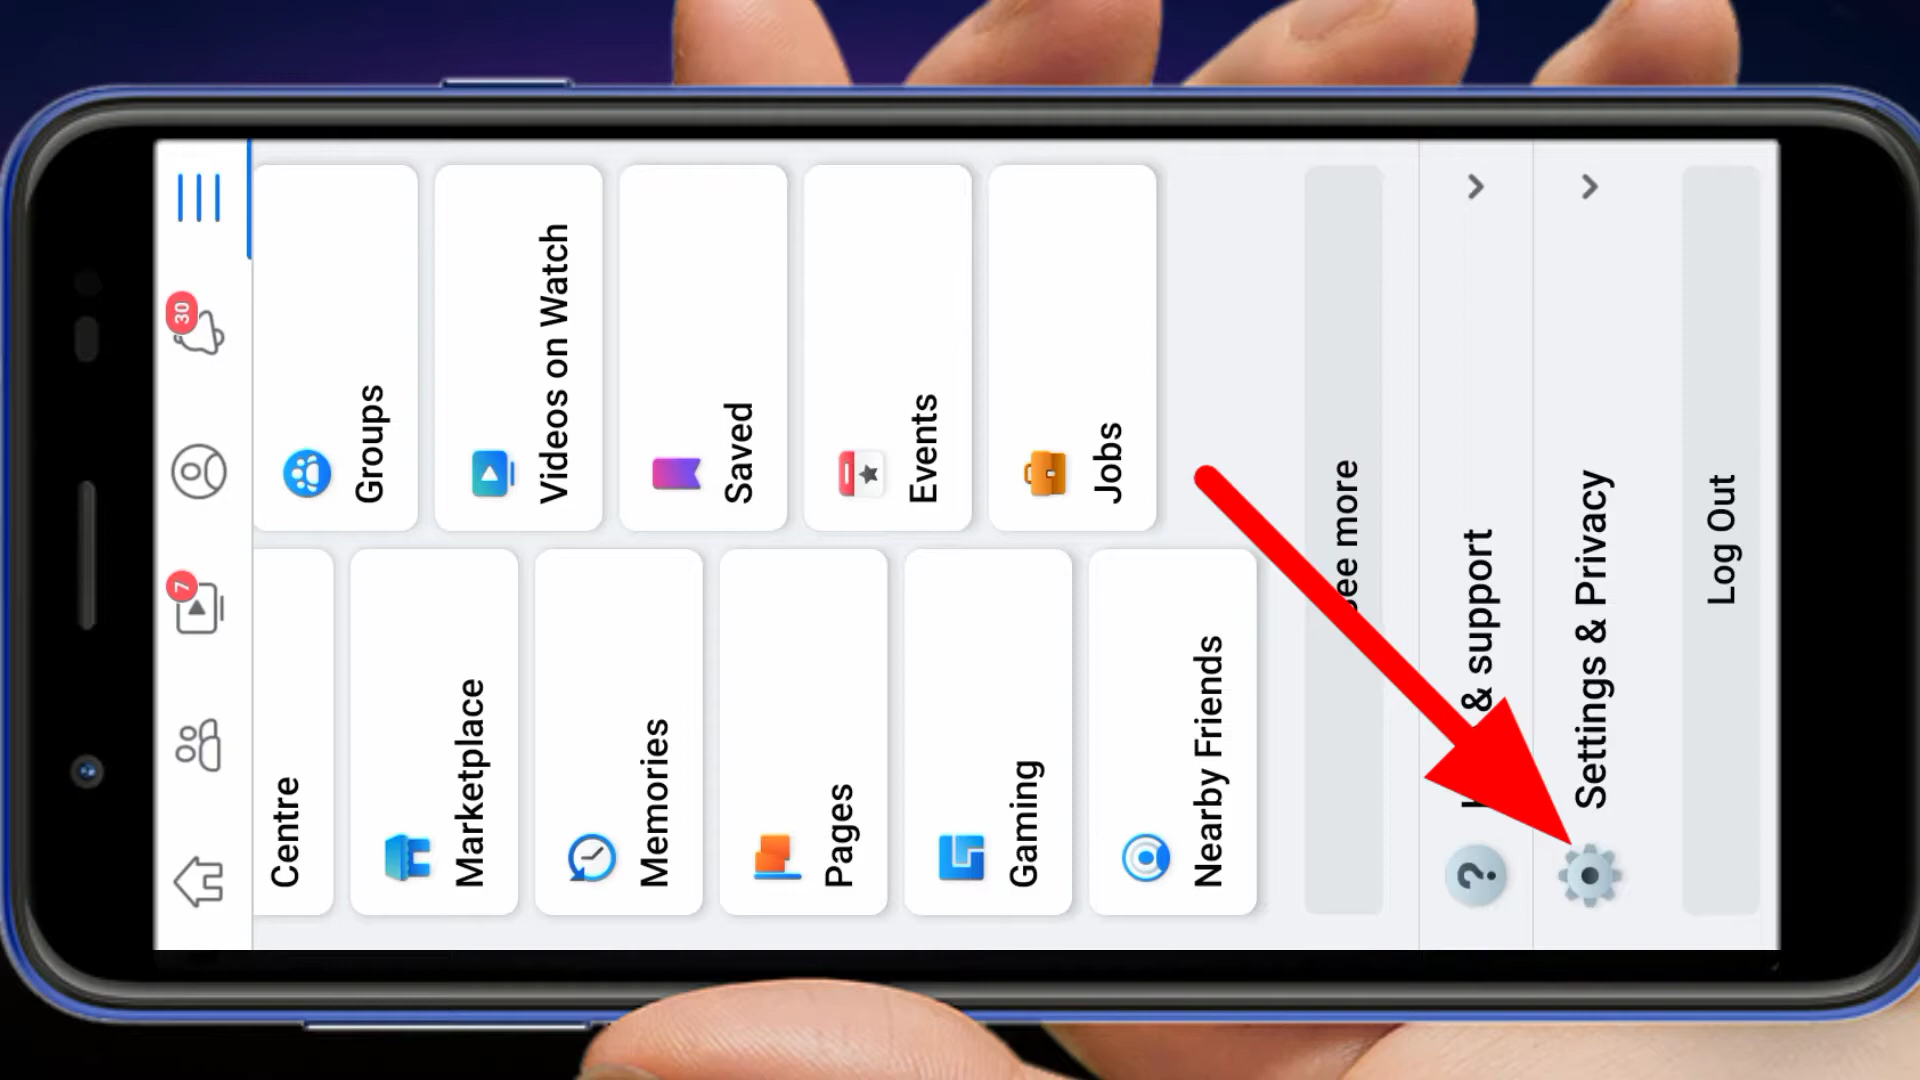 7
30
Centre
Groups
Marketplace
Videos on Watch
Memories
Saved
Pages
Events
Gaming
Jobs
Nearby Friends
ee more
?
& support
Settings & Privacy
Log Out